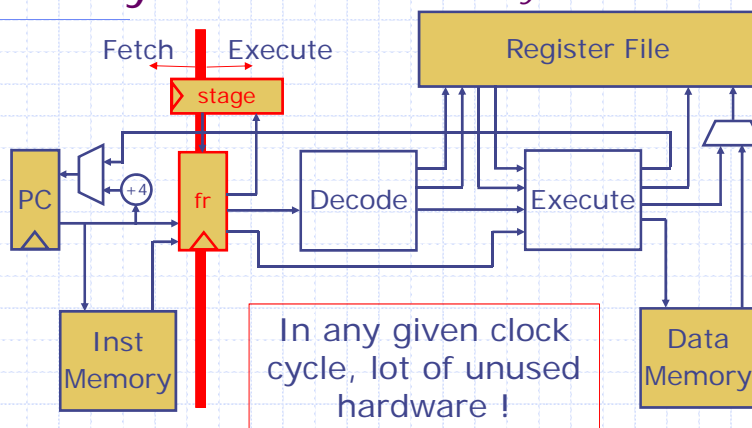 Fetch Execute
Register File
stage
PC
+4
fr
Decode
Execute
Inst
Memory
In any given clock
cycle, lot of unused
hardware !
Data
Memory